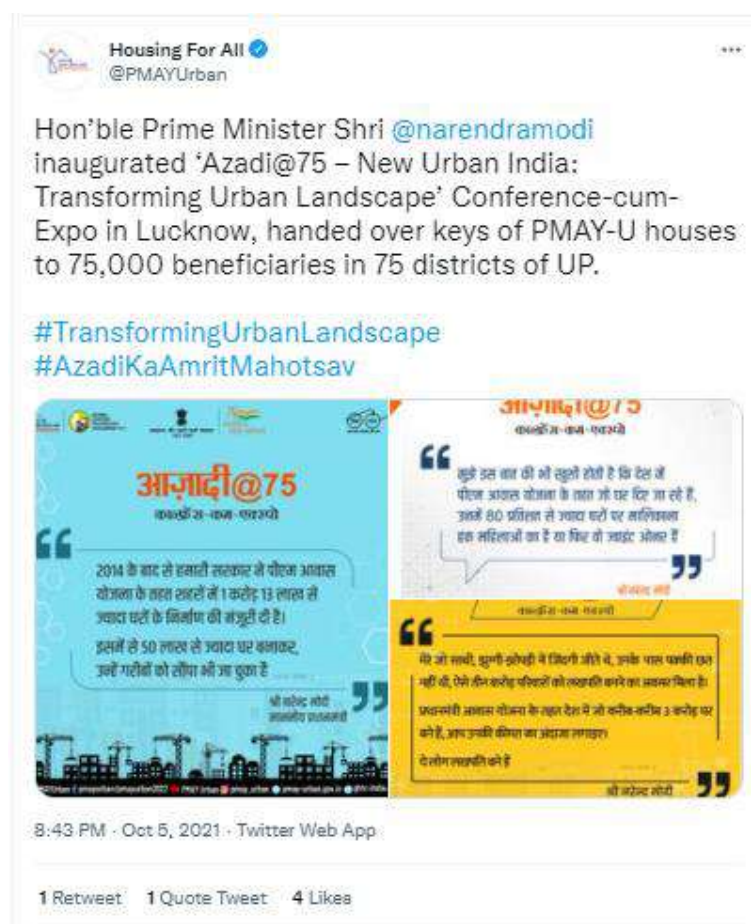 Housing For All
@PMAYUrban
Hon'ble Prime Minister Shri @narendramodi
inaugurated ‘Azadi@75 – New Urban India:
Transforming Urban Landscape’ Conference-cum-
Expo in Lucknow, handed over keys of PMAY-U houses
to 75,000 beneficiaries in 75 districts of UP.
#TransformingUrbanLandscape
#AzadiKaAmritMahotsav
आज़ादी@75
कान्फ्रेंस-कम-एक्सपो
2014 के बाद से हमारी सरकार ने पीएम आवास
योजना के तहत शहरों में 1 करोड़ 13 लाख से
ज्यादा घरों के निर्माण की मंजूरी दी है।
इसमें से 50 लाख से ज्यादा घर बनाकर,
उन्हें गरीबों को सौंपा भी जा चुका है
श्री नरेन्द्र मोदी
माननीय प्रधानमंत्री
आज़ादी@75
कान्फ्रेंस-कम-एक्सपो
मुझे इस बात की भी खुशी होती है कि देश में
पीएम आवास योजना के तहत जो घर दिए जा रहे हैं,
उनमें 80 प्रतिशत से ज्यादा घरों पर मालिकाना
हक महिलाओं का है या फिर वो जाइंट ओनर हैं
श्री नरेन्द्र मोदी
कान्फ्रेंस-कम-एक्सपो
मेरे जो साथी, झुग्गी-झोपड़ी में जिंदगी जीते थे, उनके पास पक्की छत
नहीं थी, ऐसे तीन करोड़ परिवारों को लखपति बनने का अवसर मिला है।
प्रधानमंत्री आवास योजना के तहत देश में जो करीब-करीब 3 करोड़ घर
बने हैं, आप उनकी कीमत का अंदाजा लगाइए।
ये लोग लखपति बने हैं
श्री नरेन्द्र मोदी
8:43 PM · Oct 5, 2021 · Twitter Web App
1 Retweet 1 Quote Tweet 4 Likes